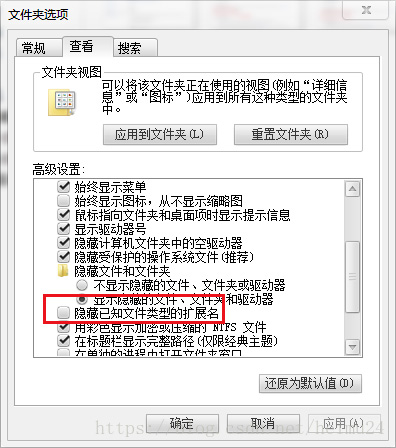 文件夹选项
常规
查看
搜索
文件夹视图
可以将该文件夹正在使用的视图(例如“详细信
息”或“图标”)应用到所有这种类型的文件夹
中。
应用到文件夹(L)
重置文件夹(R)
高级设置:
始终显示菜单
始终显示图标，从不显示缩略图
鼠标指向文件夹和桌面项时显示提示信息
显示驱动器号
隐藏计算机文件夹中的空驱动器
隐藏受保护的操作系统文件(推荐)
隐藏文件和文件夹
不显示隐藏的文件、文件夹或驱动器
显示隐藏的文件、文件夹和驱动器
隐藏已知文件类型的扩展名
用彩色显示加密或压缩的 NTFS 文件
在标题栏显示完整路径(仅限经典主题)
在单独的进程中打开文件夹窗口
还原为默认值(D)
确定
取消
应用(A)